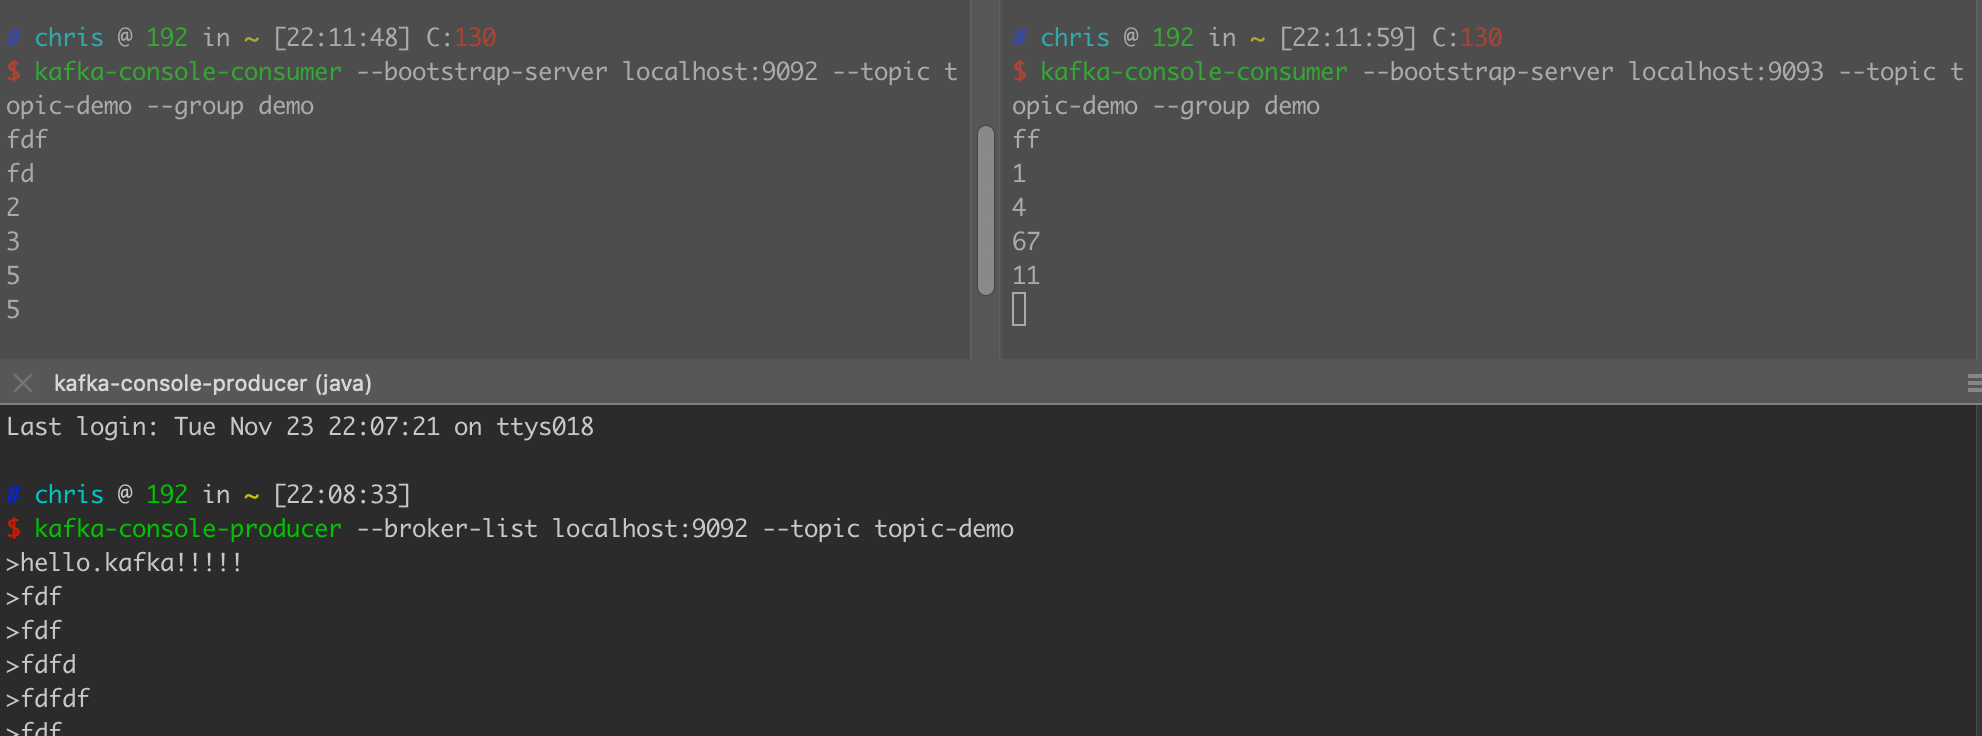 # chris @ 192 in ~ [22:11:48] C:130
$ kafka-console-consumer --bootstrap-server localhost:9092 --topic t
opic-demo --group demo
fdf
fd
2
3
5
5
# chris @ 192 in ~ [22:11:59] C:130
$ kafka-console-consumer --bootstrap-server localhost:9093 --topic t
opic-demo --group demo
ff
1
4
67
11
kafka-console-producer (java)
Last login: Tue Nov 23 22:07:21 on ttys018
# chris @ 192 in ~ [22:08:33]
$ kafka-console-producer --broker-list localhost:9092 --topic topic-demo
>hello.kafka!!!!!
>fdf
>fdf
>fdfd
>fdfdf
>fdf